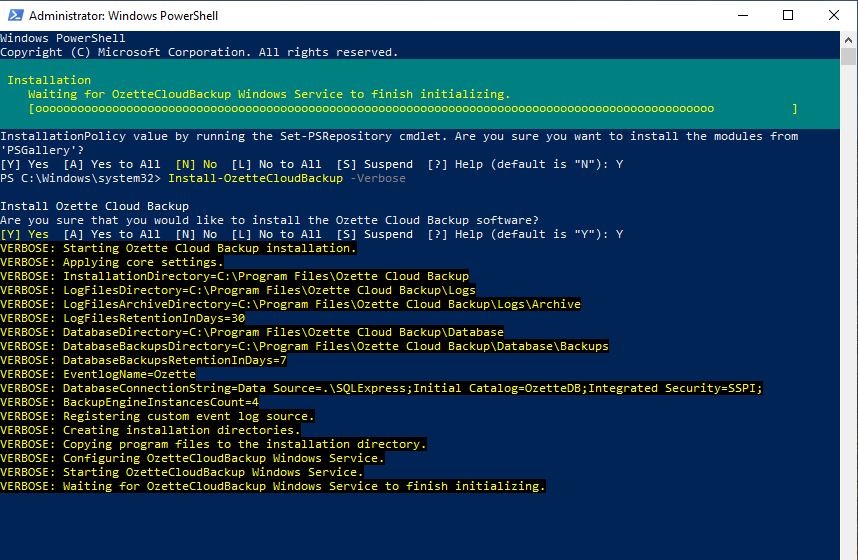 Administrator: Windows PowerShell
Windows PowerShell
Copyright (C) Microsoft Corporation. All rights reserved.
Installation
Waiting for OzetteCloudBackup Windows Service to finish initializing.
[ooooooooooooooooooooooooooooooooooooooooooooooooooooooooooooooooooooooooooooooooooooooooooooooooo           ]
InstallationPolicy value by running the Set-PSRepository cmdlet. Are you sure you want to install the modules from
'PSGallery'?
[Y] Yes  [A] Yes to All  [N] No  [L] No to All  [S] Suspend  [?] Help (default is "N"): Y
PS C:\Windows\system32> Install-OzetteCloudBackup -Verbose
Install Ozette Cloud Backup
Are you sure that you would like to install the Ozette Cloud Backup software?
[Y] Yes  [A] Yes to All  [N] No  [L] No to All  [S] Suspend  [?] Help (default is "Y"): Y
VERBOSE: Starting Ozette Cloud Backup installation.
VERBOSE: Applying core settings.
VERBOSE: InstallationDirectory=C:\Program Files\Ozette Cloud Backup
VERBOSE: LogFilesDirectory=C:\Program Files\Ozette Cloud Backup\Logs
VERBOSE: LogFilesArchiveDirectory=C:\Program Files\Ozette Cloud Backup\Logs\Archive
VERBOSE: LogFilesRetentionInDays=30
VERBOSE: DatabaseDirectory=C:\Program Files\Ozette Cloud Backup\Database
VERBOSE: DatabaseBackupsDirectory=C:\Program Files\Ozette Cloud Backup\Database\Backups
VERBOSE: DatabaseBackupsRetentionInDays=7
VERBOSE: EventlogName=Ozette
VERBOSE: DatabaseConnectionString=Data Source=.\SQLExpress;Initial Catalog=OzetteDB;Integrated Security=SSPI;
VERBOSE: BackupEngineInstancesCount=4
VERBOSE: Registering custom event log source.
VERBOSE: Creating installation directories.
VERBOSE: Copying program files to the installation directory.
VERBOSE: Configuring OzetteCloudBackup Windows Service.
VERBOSE: Starting OzetteCloudBackup Windows Service.
VERBOSE: Waiting for OzetteCloudBackup Windows Service to finish initializing.